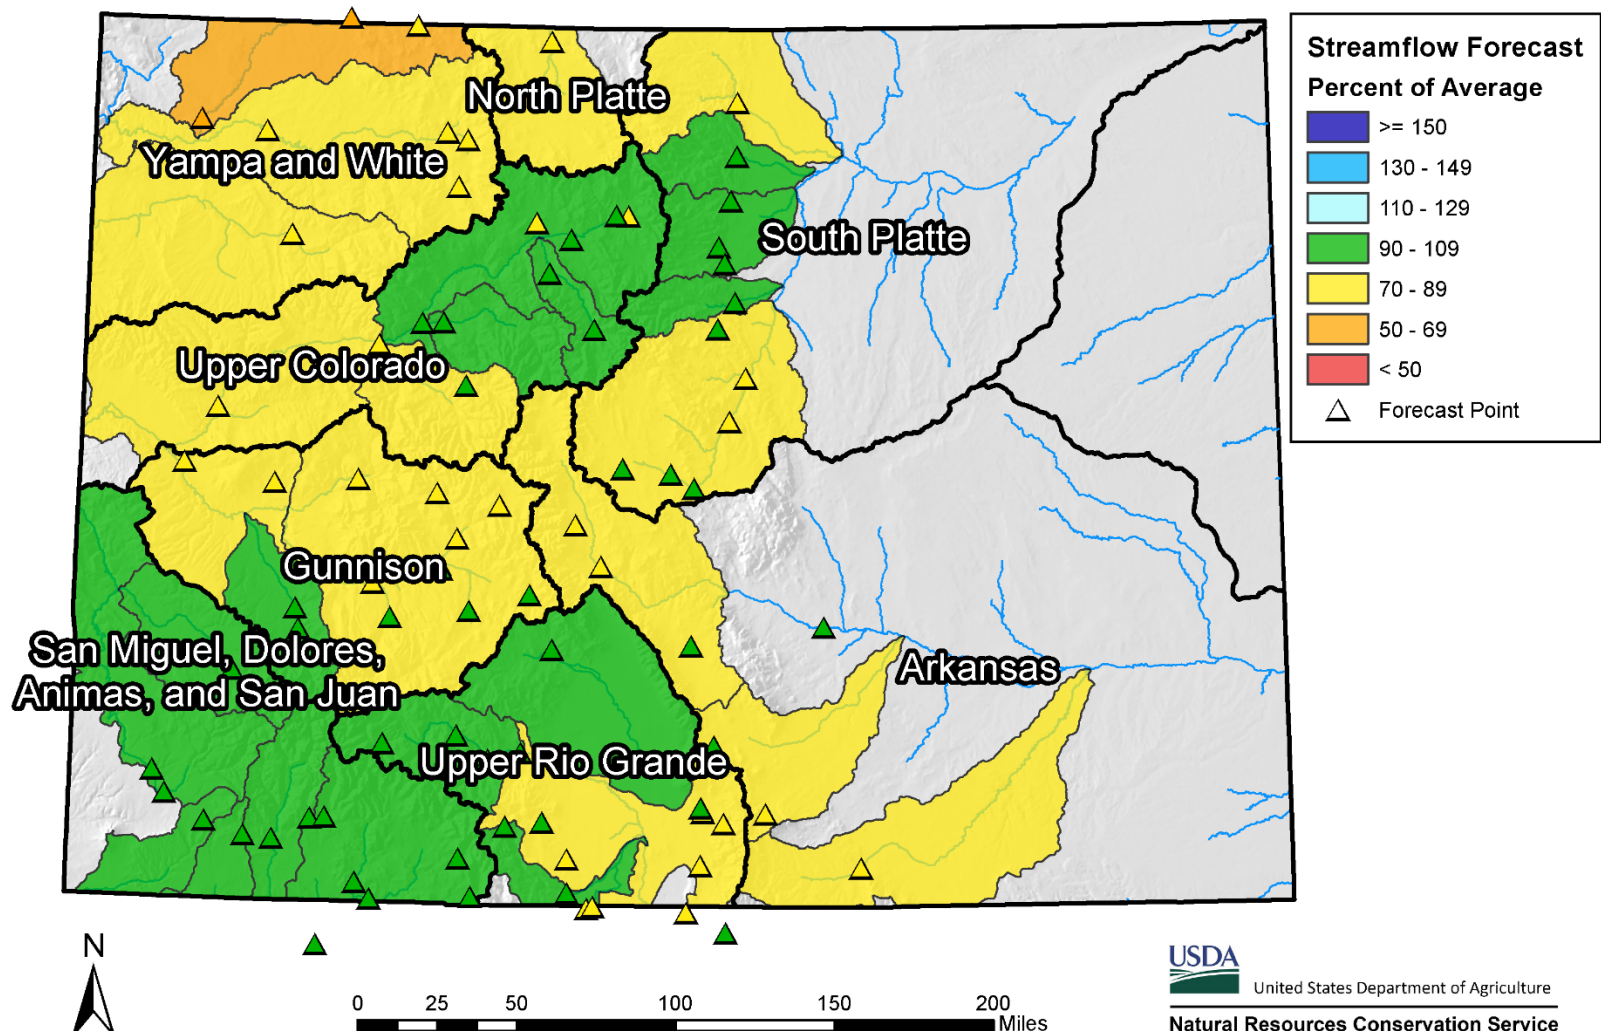 North Platte
Yampa and White
South Platte
Upper Colorado
Gunnison
San Miguel, Dolores,
Animas, and San Juan
Arkansas
Upper Rio Grande
Streamflow Forecast
Percent of Average
>= 150
130 - 149
110 - 129
90 - 109
70 - 89
50 - 69
< 50
Forecast Point
N
0 25 50 100 150 200
Miles
USDA
United States Department of Agriculture
Natural Resources Conservation Service